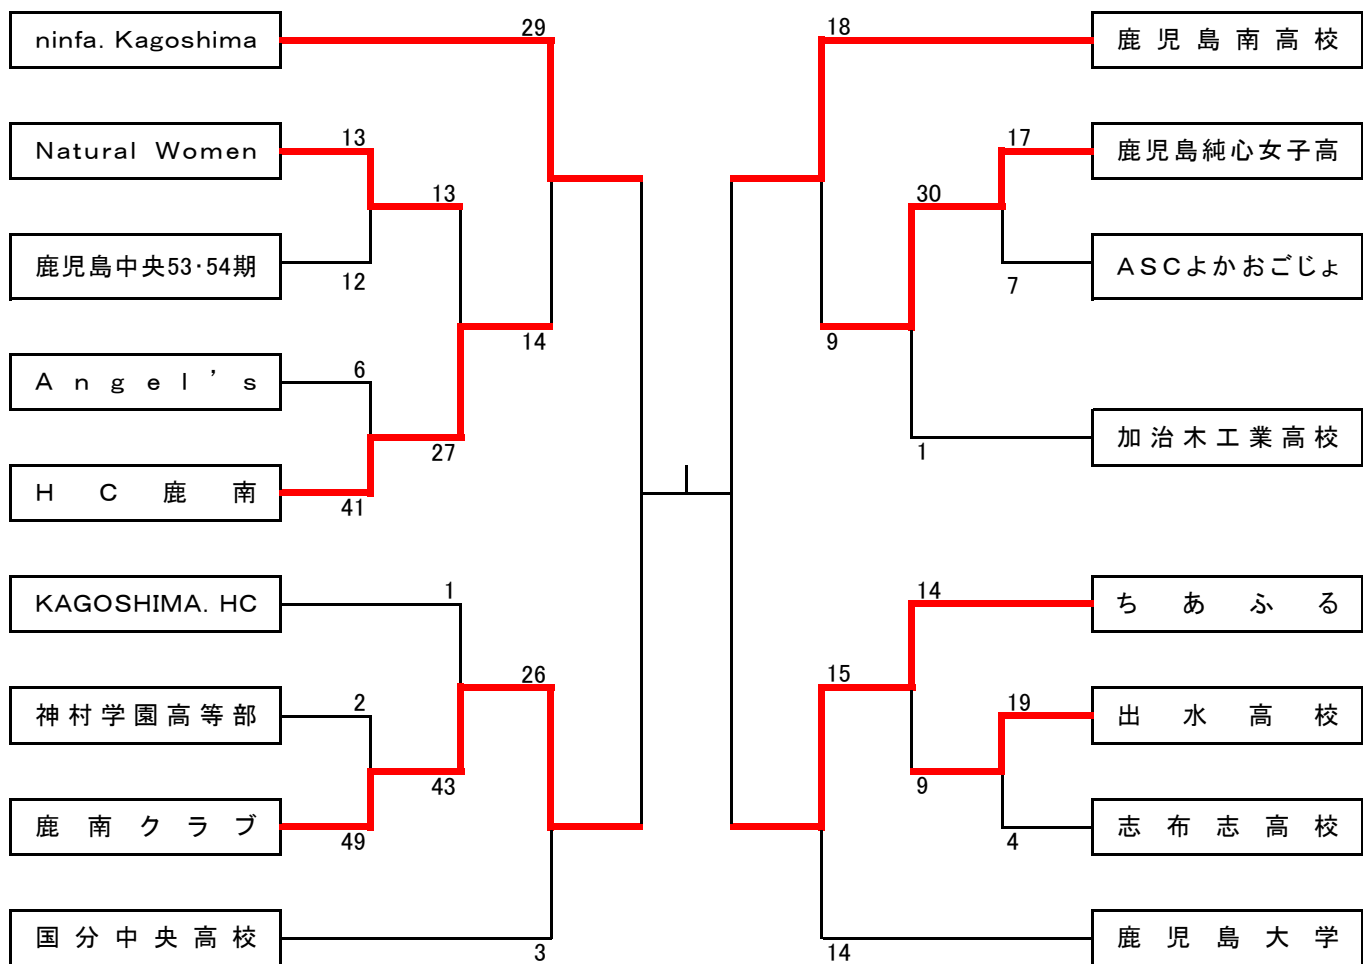 29
18
ninfa. Kagoshima
鹿児島南高校
13
17
Natural Women
鹿児島純心女子高
13
30
鹿児島中央53・54期
ASCよかおごじょ
12
7
14
9
6
Angel’s
27
1
加治木工業高校
HC鹿南
41
1
14
KAGOSHIMA. HC
ちあふる
26
15
2
19
神村学園高等部
出水高校
43
9
鹿南クラブ
志布志高校
49
4
国分中央高校
鹿児島大学
3
14